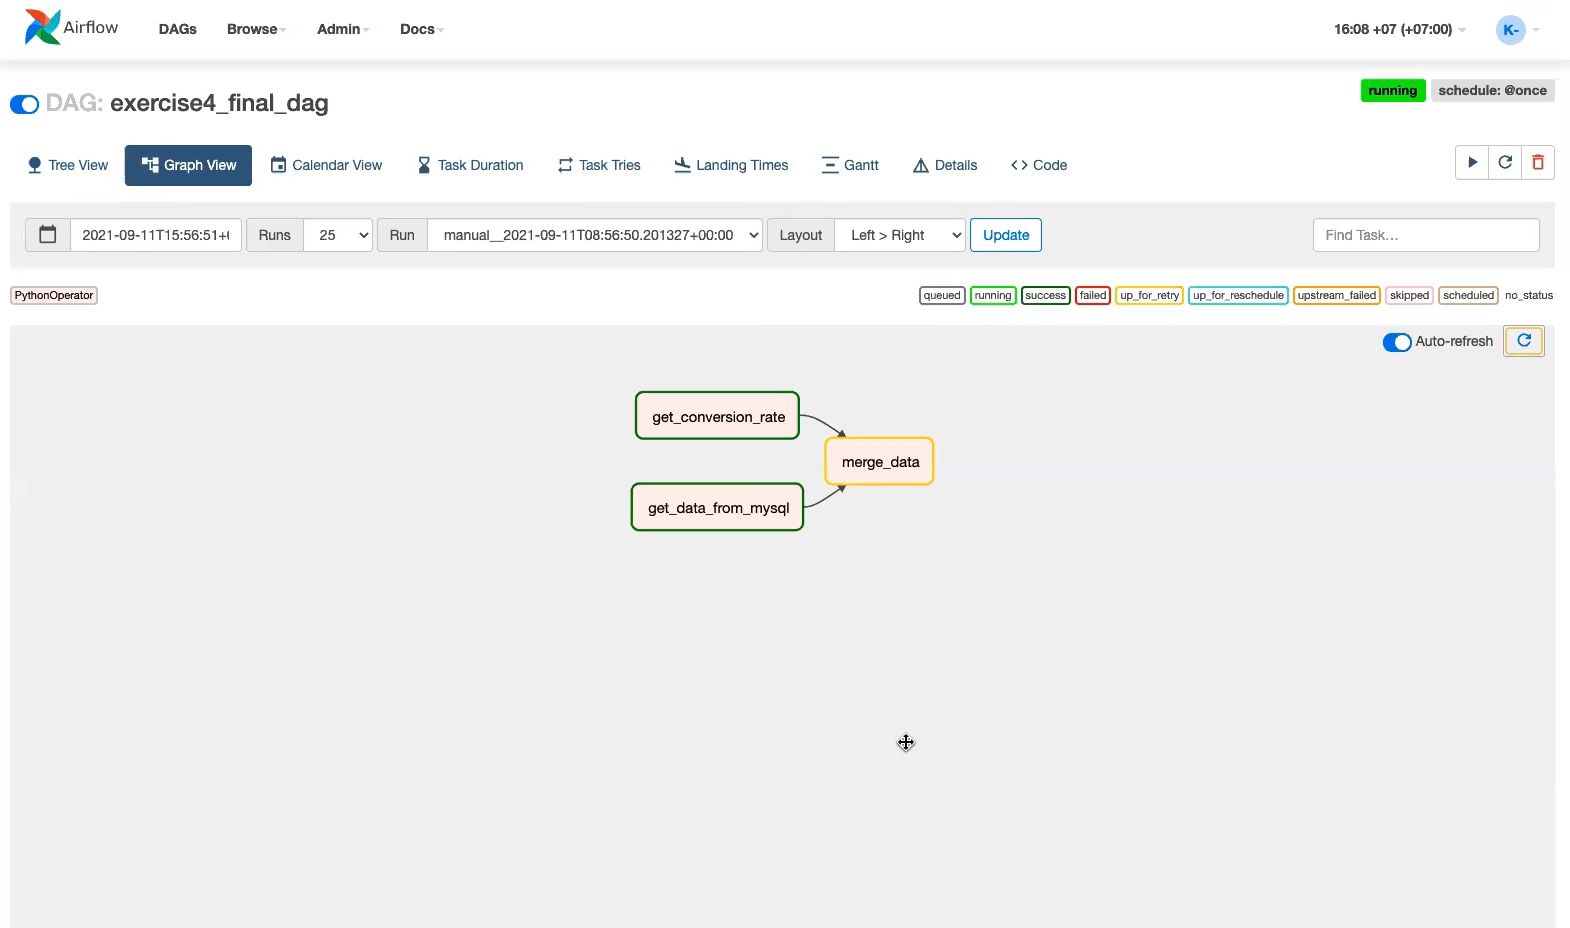 Airflow DAGs Browse Admin Docs 16:08 +07 (+07:00) K-
DAG: exercise4_final_dag running schedule: @once
Tree View Graph View Calendar View Task Duration Task Tries Landing Times Gantt Details Code
2021-09-11T15:56:51+ Runs 25 Run manual__2021-09-11T08:56:50.201327+00:00 Layout Left > Right Update Find Task...
PythonOperator queued running success failed up_for_retry up_for_reschedule upstream_failed skipped scheduled no_status
Auto-refresh
get_conversion_rate
merge_data
get_data_from_mysql